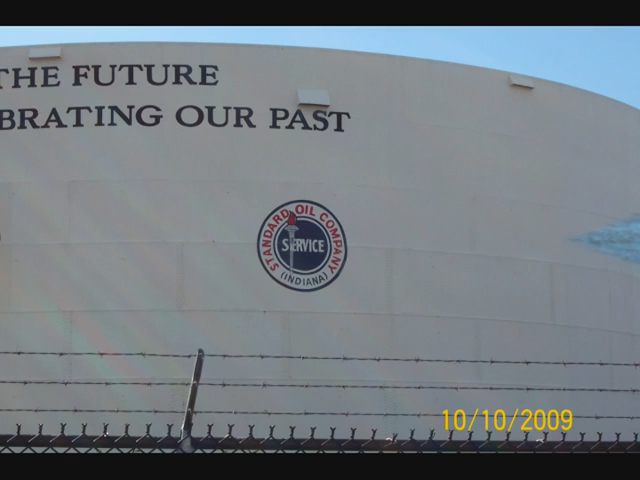 THE FUTURE
BRATING OUR PAST
STANDARD OIL COMPANY
SERVICE
(INDIANA)
10/10/2009